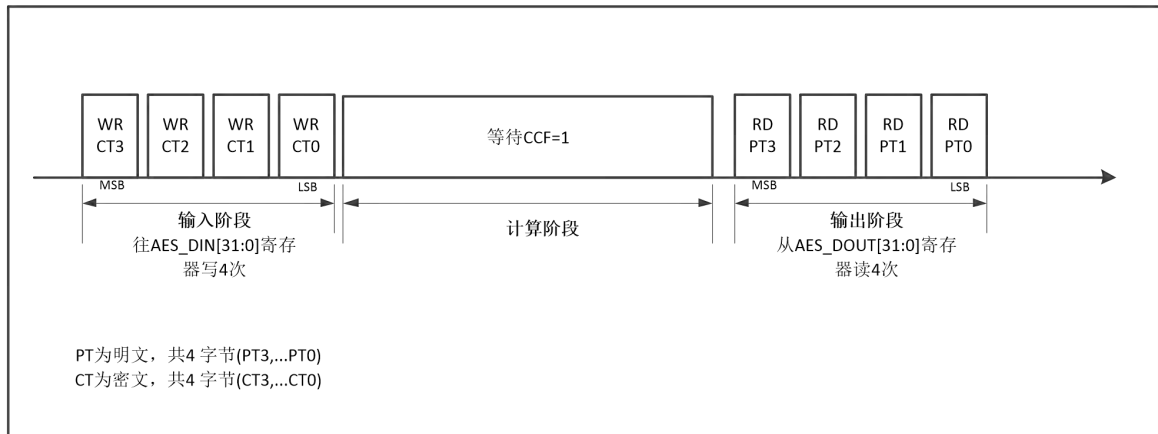 WR CT3
WR CT2
WR CT1
WR CT0
等待CCF=1
RD PT3
RD PT2
RD PT1
RD PT0
MSB
LSB
MSB
LSB
输入阶段
往AES_DIN[31:0]寄存
器写4次
计算阶段
输出阶段
从AES_DOUT[31:0]寄存
器读4次
PT为明文，共4 字节(PT3,...PT0)
CT为密文，共4 字节(CT3,...CT0)